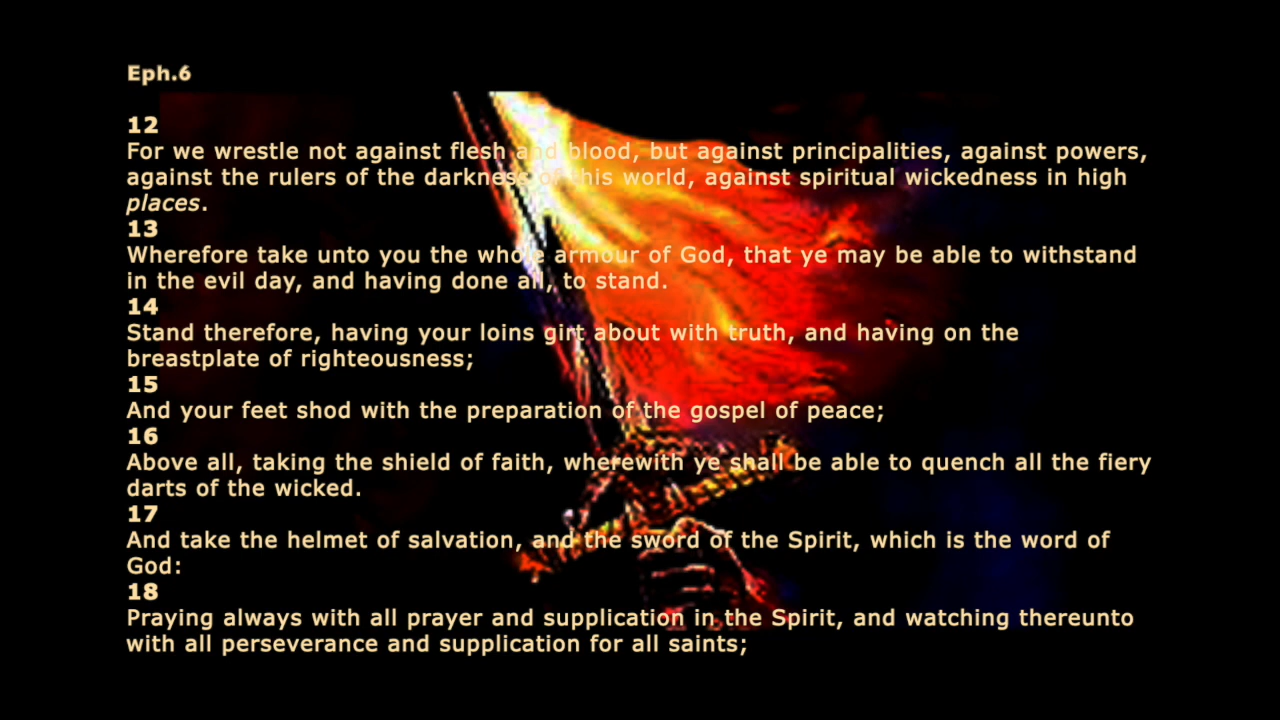 Eph.6
12
For we wrestle not against flesh and blood, but against principalities, against powers,
against the rulers of the darkness of this world, against spiritual wickedness in high
places.
13
Wherefore take unto you the whole armour of God, that ye may be able to withstand
in the evil day, and having done all, to stand.
14
Stand therefore, having your loins girt about with truth, and having on the
breastplate of righteousness;
15
And your feet shod with the preparation of the gospel of peace;
16
Above all, taking the shield of faith, wherewith ye shall be able to quench all the fiery
darts of the wicked.
17
And take the helmet of salvation, and the sword of the Spirit, which is the word of
God:
18
Praying always with all prayer and supplication in the Spirit, and watching thereunto
with all perseverance and supplication for all saints;